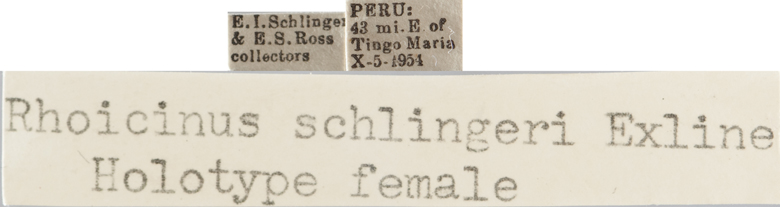 E.I.Schlinger
& E.S.Ross
collectors
PERU:
43 mi.E. of
Tingo Maria
X-5-1954
Rhoicinus schlingeri Exline
Holotype female